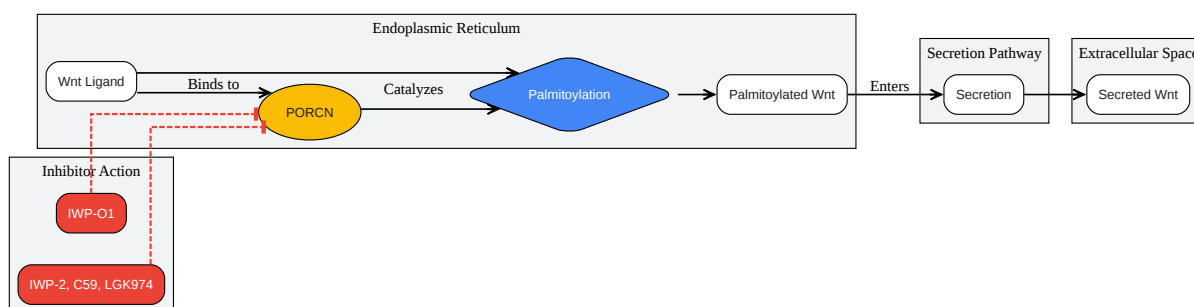 Endoplasmic Reticulum
Secretion Pathway
Extracellular Space
Wnt Ligand
Binds to
PORCN
Catalyzes
Palmitoylation
Palmitoylated Wnt
Enters
Secretion
Secreted Wnt
Inhibitor Action
IWP-O1
IWP-2, C59, LGK974